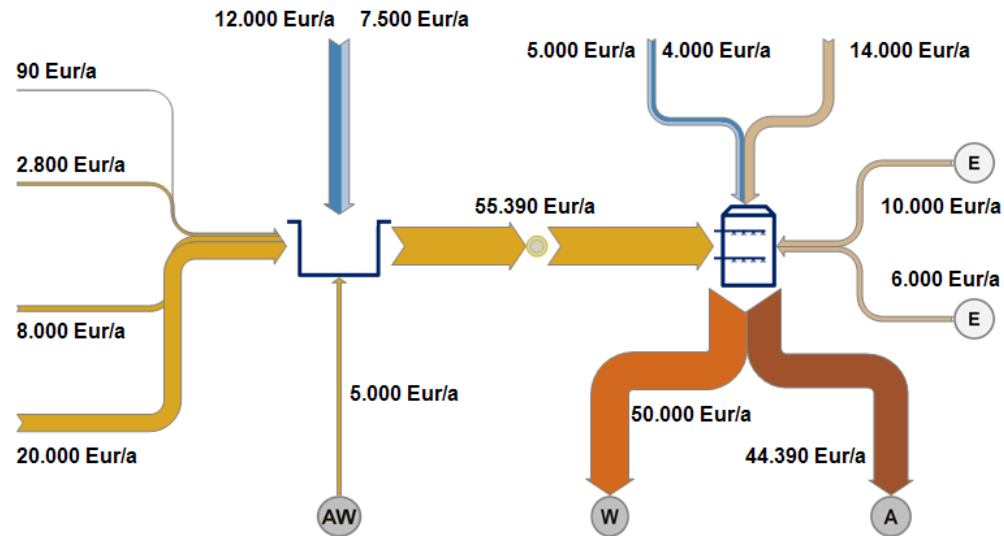 12.000 Eur/a 7.500 Eur/a
5.000 Eur/a 4.000 Eur/a 14.000 Eur/a
90 Eur/a
2.800 Eur/a
E
55.390 Eur/a
10.000 Eur/a
6.000 Eur/a
8.000 Eur/a
E
5.000 Eur/a
50.000 Eur/a
20.000 Eur/a
44.390 Eur/a
AW
W
A